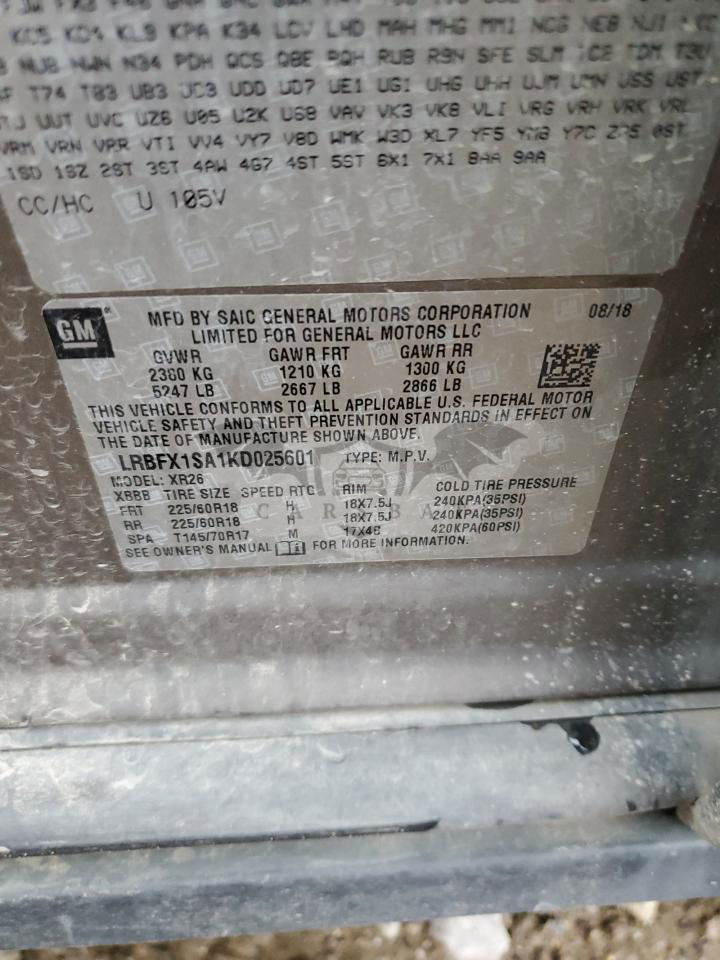 KC5 KD4 KL9 KPA K34 LCV LHD MAH MHG MM1 NCG NE8 NJ1
NUB NWN N34 PDH QCS Q8E PQH RUB R9N SFE SLM 1C2 TDM T3U
T74 T83 UB3 UC3 UDD UD7 UE1 UG1 UHG UHH UJM UMN USS UST
UUT UVC UZ6 U05 U2K U68 VAV VK3 VK8 VLI VRG VRH VRK VRL
VRM VRN VPR VT1 VV4 VY7 V8D WMK W3D XL7 YF5 Y7C 0ST
1SD 1SZ 2ST 3ST 4AW 4G7 4ST 5ST 6X1 7X1 8AA 9AA
CC/HC U 105V
GM
MFD BY SAIC GENERAL MOTORS CORPORATION 08/18
LIMITED FOR GENERAL MOTORS LLC
GVWR GAWR FRT GAWR RR
2380 KG 1210 KG 1300 KG
5247 LB 2667 LB 2866 LB
THIS VEHICLE CONFORMS TO ALL APPLICABLE U.S. FEDERAL MOTOR
VEHICLE SAFETY AND THEFT PREVENTION STANDARDS IN EFFECT ON
THE DATE OF MANUFACTURE SHOWN ABOVE.
LRBFX1SA1KD025601 TYPE: M.P.V.
MODEL: XR26
XBBB TIRE SIZE SPEED RTG RIM COLD TIRE PRESSURE
FRT 225/60R18 H 18X7.5J 240KPA(35PSI)
RR 225/60R18 H 18X7.5J 240KPA(35PSI)
SPA T145/70R17 M 17X4B 420KPA(60PSI)
SEE OWNER'S MANUAL FOR MORE INFORMATION.